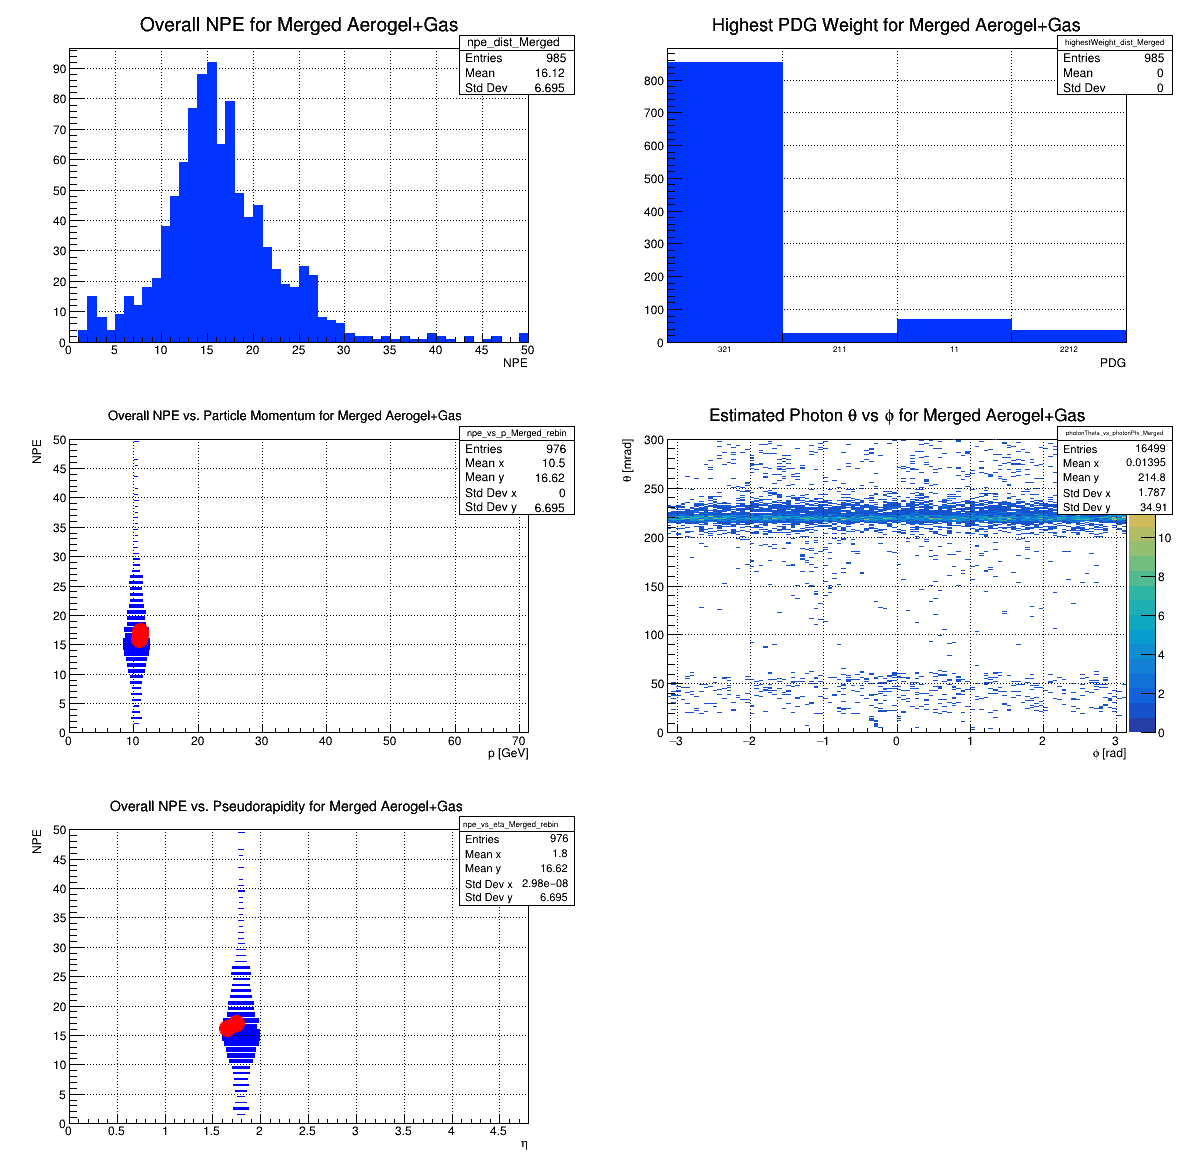 Overall NPE for Merged Aerogel+Gas
npe_dist_Merged
Entries 985
Mean 16.12
Std Dev 6.695
90
80
70
60
50
40
30
20
10
0
0 5 10 15 20 25 30 35 40 45 50
NPE
Highest PDG Weight for Merged Aerogel+Gas
highestWeight_dist_Merged
Entries 985
Mean 0
Std Dev 0
800
700
600
500
400
300
200
100
0
321 211 11 2212
PDG
Overall NPE vs. Particle Momentum for Merged Aerogel+Gas
npe_vs_p_Merged_rebin
Entries 976
Mean x 10.5
Mean y 16.62
Std Dev x 0
Std Dev y 6.695
NPE
50
45
40
35
30
25
20
15
10
5
0
0 10 20 30 40 50 60 70
p [GeV]
Estimated Photon θ vs ϕ for Merged Aerogel+Gas
photonTheta_vs_photonPhi_Merged
Entries 16499
Mean x 0.01395
Mean y 214.8
Std Dev x 1.787
Std Dev y 34.91
θ [mrad]
300
250
200
150
100
50
0
−3 −2 −1 0 1 2 3
ϕ [rad]
10
8
6
4
2
0
Overall NPE vs. Pseudorapidity for Merged Aerogel+Gas
npe_vs_eta_Merged_rebin
Entries 976
Mean x 1.8
Mean y 16.62
Std Dev x 2.98e−08
Std Dev y 6.695
NPE
50
45
40
35
30
25
20
15
10
5
0
0 0.5 1 1.5 2 2.5 3 3.5 4 4.5
η